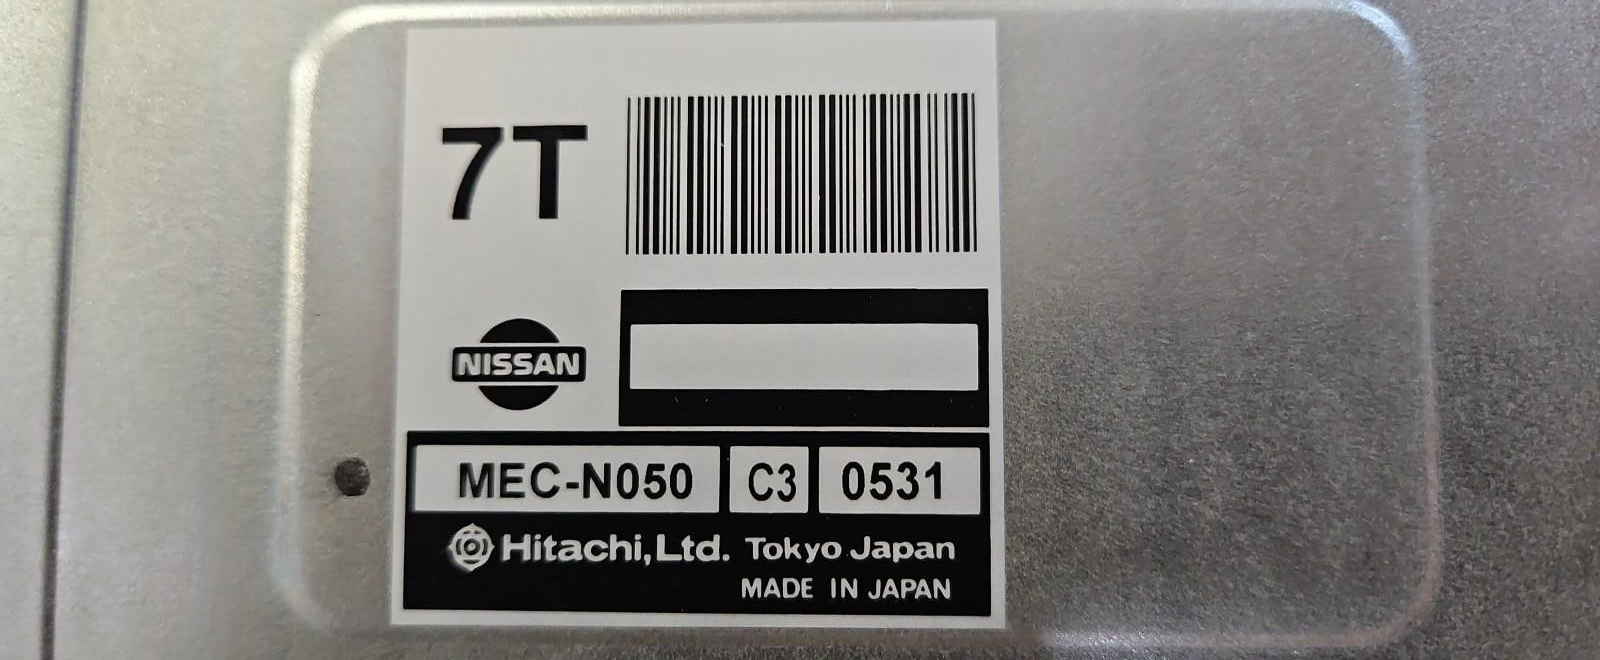 7T
NISSAN
MEC-N050 C3 0531
Hitachi,Ltd. Tokyo Japan
MADE IN JAPAN